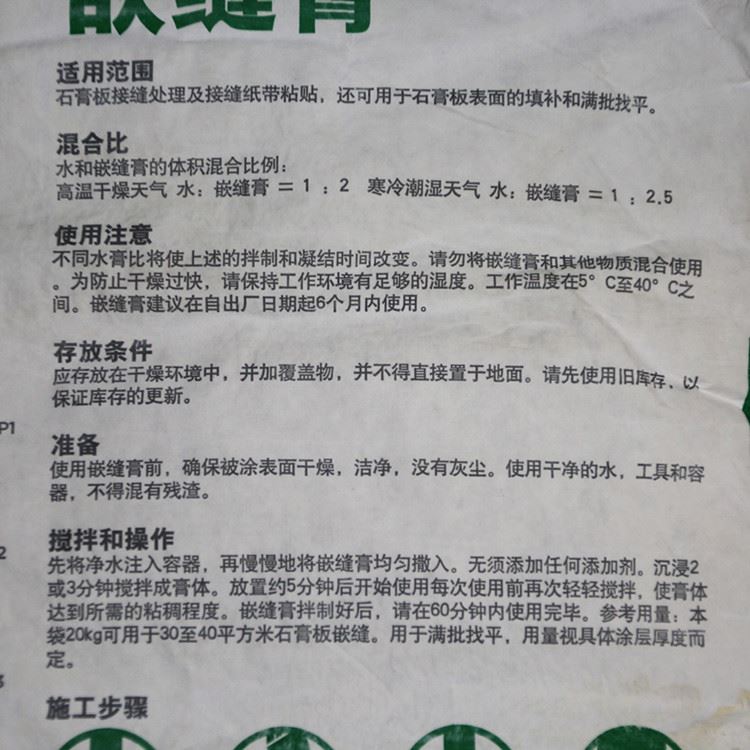 嵌缝膏
适用范围
石膏板接缝处理及接缝纸带粘贴，还可用于石膏板表面的填补和满批找平。
混合比
水和嵌缝膏的体积混合比例：
高温干燥天气 水：嵌缝膏 = 1 : 2 寒冷潮湿天气 水：嵌缝膏 = 1 : 2.5
使用注意
不同水膏比将使上述的拌制和凝结时间改变。请勿将嵌缝膏和其他物质混合使用
。为防止干燥过快，请保持工作环境有足够的湿度。工作温度在5° C至40° C之
间。嵌缝膏建议在自出厂日期起6个月内使用。
存放条件
应存放在干燥环境中，并加覆盖物，并不得直接置于地面。请先使用旧库存，以
保证库存的更新。
P1
准备
使用嵌缝膏前，确保被涂表面干燥，洁净，没有灰尘。使用干净的水，工具和容
器，不得混有残渣。
搅拌和操作
2
先将净水注入容器，再慢慢地将嵌缝膏均匀撒入。无须添加任何添加剂。沉浸2
或3分钟搅拌成膏体。放置约5分钟后开始使用每次使用前再次轻轻搅拌，使膏体
达到所需的粘稠程度。嵌缝膏拌制好后，请在60分钟内使用完毕。参考用量：本
袋20kg可用于30至40平方米石膏板嵌缝。用于满批找平，用量视具体涂层厚度而
定。
3
施工步骤